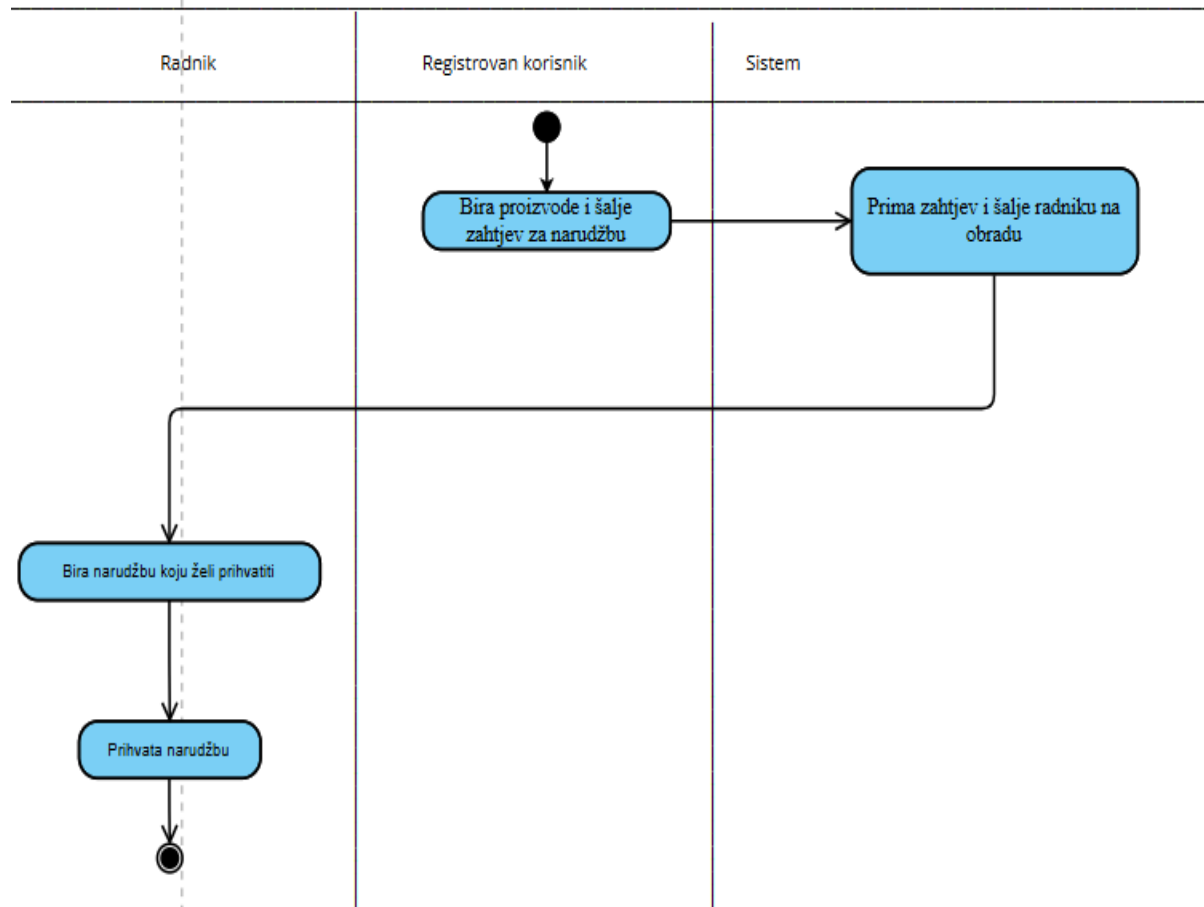 Radnik
Registrovan korisnik
Sistem
Bira proizvode i šalje
zahtjev za narudžbu
Prima zahtjev i šalje radniku na
obradu
Bira narudžbu koju želi prihvatiti
Prihvata narudžbu